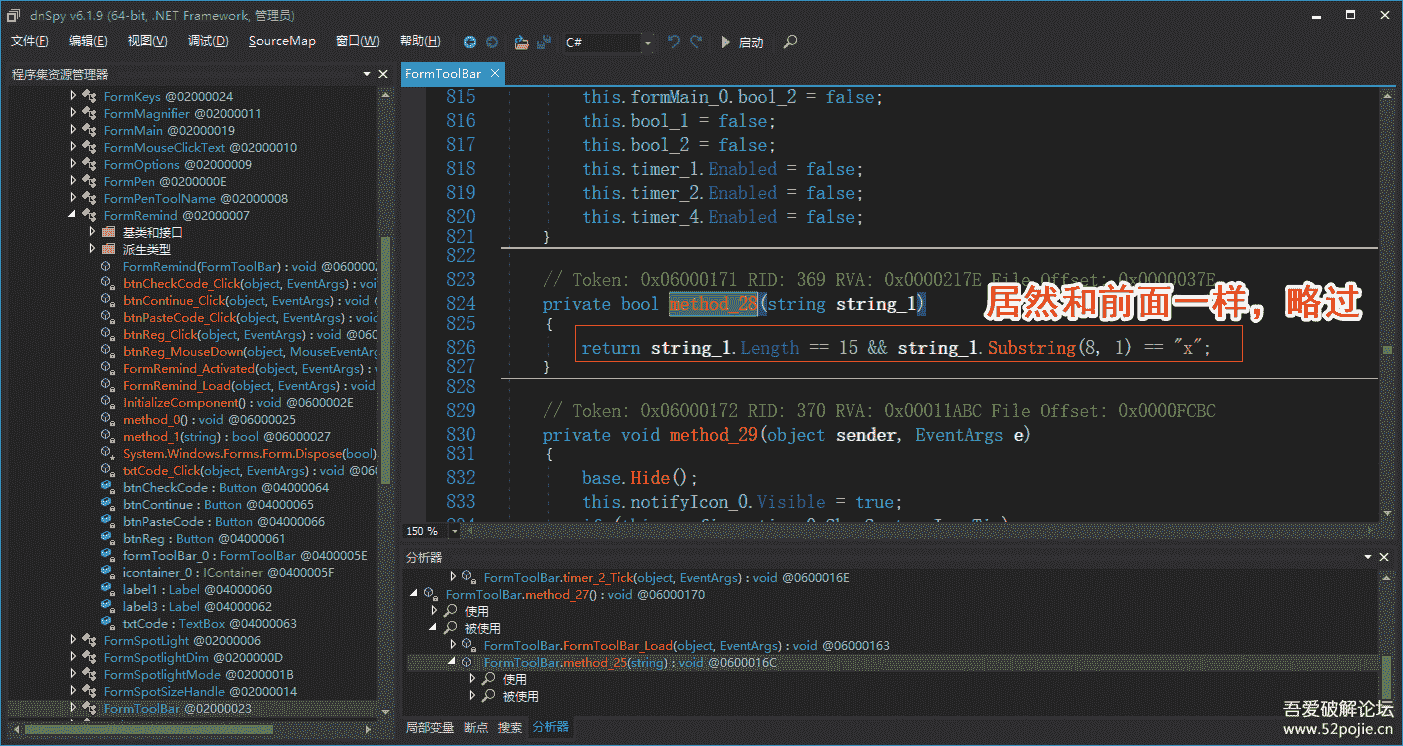 dnSpy v6.1.9 (64-bit, .NET Framework, 管理员)
文件(F) 编辑(E) 视图(V) 调试(D) SourceMap 窗口(W) 帮助(H) C# 启动
程序集资源管理器
FormKeys @02000024
FormMagnifier @02000011
FormMain @02000019
FormMouseClickText @02000010
FormOptions @02000009
FormPen @0200000E
FormPenToolName @02000008
FormRemind @02000007
基类和接口
派生类型
FormRemind(FormToolBar) : void @060002
btnCheckCode_Click(object, EventArgs) : void
btnContinue_Click(object, EventArgs) : void
btnPasteCode_Click(object, EventArgs) : void
btnReg_Click(object, EventArgs) : void @06000
btnReg_MouseDown(object, MouseEventArg
FormRemind_Activated(object, EventArgs) :
FormRemind_Load(object, EventArgs) : void
InitializeComponent() : void @0600002E
method_0() : void @06000025
method_1(string) : bool @06000027
System.Windows.Forms.Form.Dispose(bool)
txtCode_Click(object, EventArgs) : void @060
btnCheckCode : Button @04000064
btnContinue : Button @04000065
btnPasteCode : Button @04000066
btnReg : Button @04000061
formToolBar_0 : FormToolBar @0400005E
icontainer_0 : IContainer @0400005F
label1 : Label @04000060
label3 : Label @04000062
txtCode : TextBox @04000063
FormSpotLight @02000006
FormSpotlightDim @0200000D
FormSpotlightMode @0200001B
FormSpotSizeHandle @02000014
FormToolBar @02000023
FormToolBar
815 this.formMain_0.bool_2 = false;
816 this.bool_1 = false;
817 this.bool_2 = false;
818 this.timer_1.Enabled = false;
819 this.timer_2.Enabled = false;
820 this.timer_4.Enabled = false;
821 }
822
823 // Token: 0x06000171 RID: 369 RVA: 0x0000217E File Offset: 0x0000037E
824 private bool method_28(string string_1)
825 {
826 return string_1.Length == 15 && string_1.Substring(8, 1) == "x";
827 }
828
829 // Token: 0x06000172 RID: 370 RVA: 0x00011ABC File Offset: 0x0000FCBC
830 private void method_29(object sender, EventArgs e)
831 {
832 base.Hide();
833 this.notifyIcon_0.Visible = true;
居然和前面一样，略过
150 %
分析器
FormToolBar.timer_2_Tick(object, EventArgs) : void @0600016E
FormToolBar.method_27() : void @06000170
使用
被使用
FormToolBar.FormToolBar_Load(object, EventArgs) : void @06000163
FormToolBar.method_25(string) : void @0600016C
使用
被使用
局部变量 断点 搜索 分析器
吾爱破解论坛
www.52pojie.cn